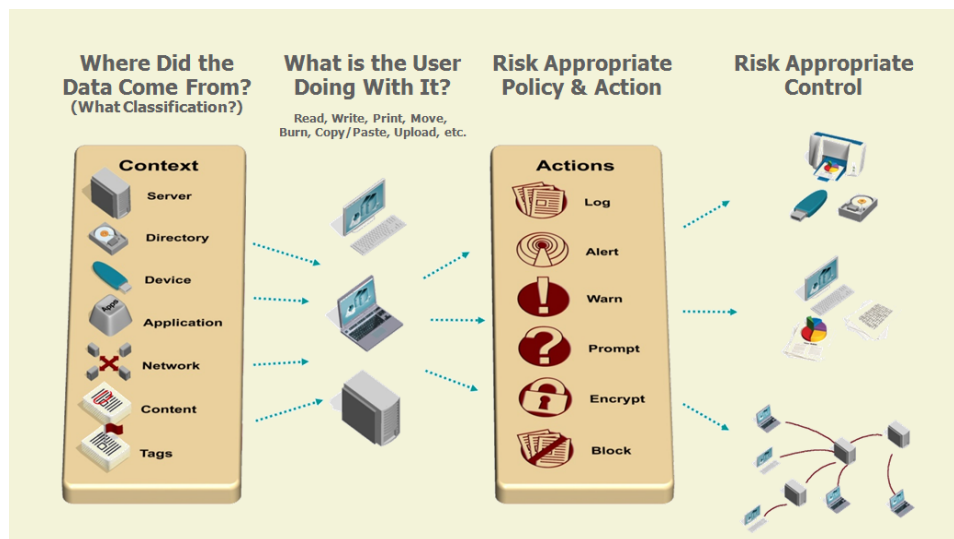 Where Did the
Data Come From?
(What Classification?)
What is the User
Doing With It?
Read, Write, Print, Move,
Burn, Copy/Paste, Upload, etc.
Risk Appropriate
Policy & Action
Risk Appropriate
Control
Context
Server
Directory
Device
Apps
Application
Network
Content
Tags
Actions
Log
Alert
Warn
Prompt
Encrypt
Block